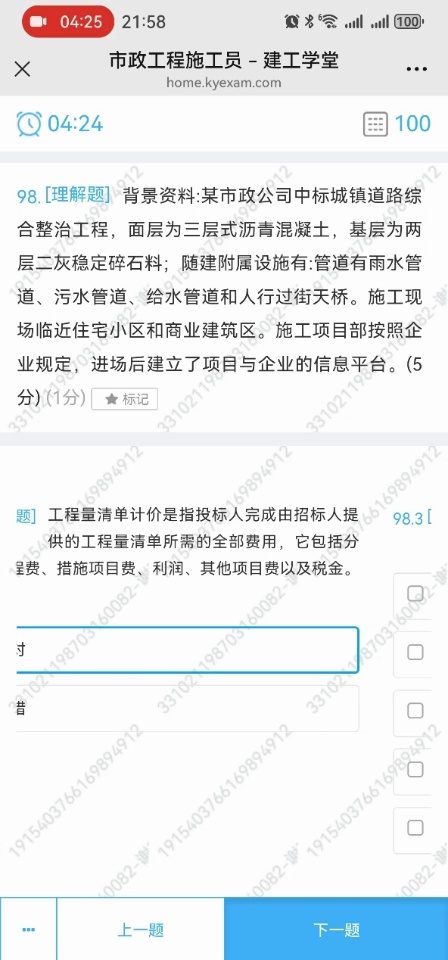 04:25 21:58 6 100
市政工程施工员 - 建工学堂
home.kyexam.com
04:24 100
98.[理解题] 背景资料:某市政公司中标城镇道路综
合整治工程，面层为三层式沥青混凝土，基层为两
层二灰稳定碎石料；随建附属设施有:管道有雨水管
道、污水管道、给水管道和人行过街天桥。施工现
场临近住宅小区和商业建筑区。施工项目部按照企
业规定，进场后建立了项目与企业的信息平台。(5
分) (1分) 标记
题] 工程量清单计价是指投标人完成由招标人提 98.3 [
供的工程量清单所需的全部费用，它包括分
程费、措施项目费、利润、其他项目费以及税金。
对
错
上一题 下一题
331021198703160082-
1915403766169894912